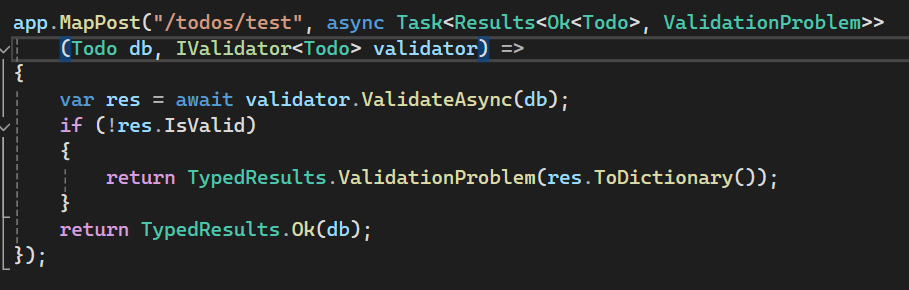 app.MapPost("/todos/test", async Task<Results<Ok<Todo>, ValidationProblem>>
    (Todo db, IValidator<Todo> validator) =>
{
    var res = await validator.ValidateAsync(db);
    if (!res.IsValid)
    {
        return TypedResults.ValidationProblem(res.ToDictionary());
    }
    return TypedResults.Ok(db);
});